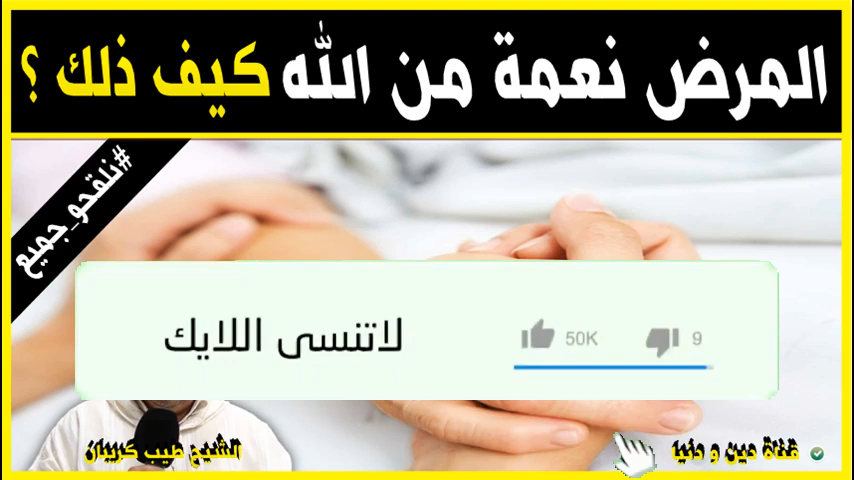 المرض نعمة من الله كيف ذلك ؟
#نلقحو_جميع
لاتنسى اللايك
50K
9
الشيخ طيب كريبان
قناة دين و دنيا